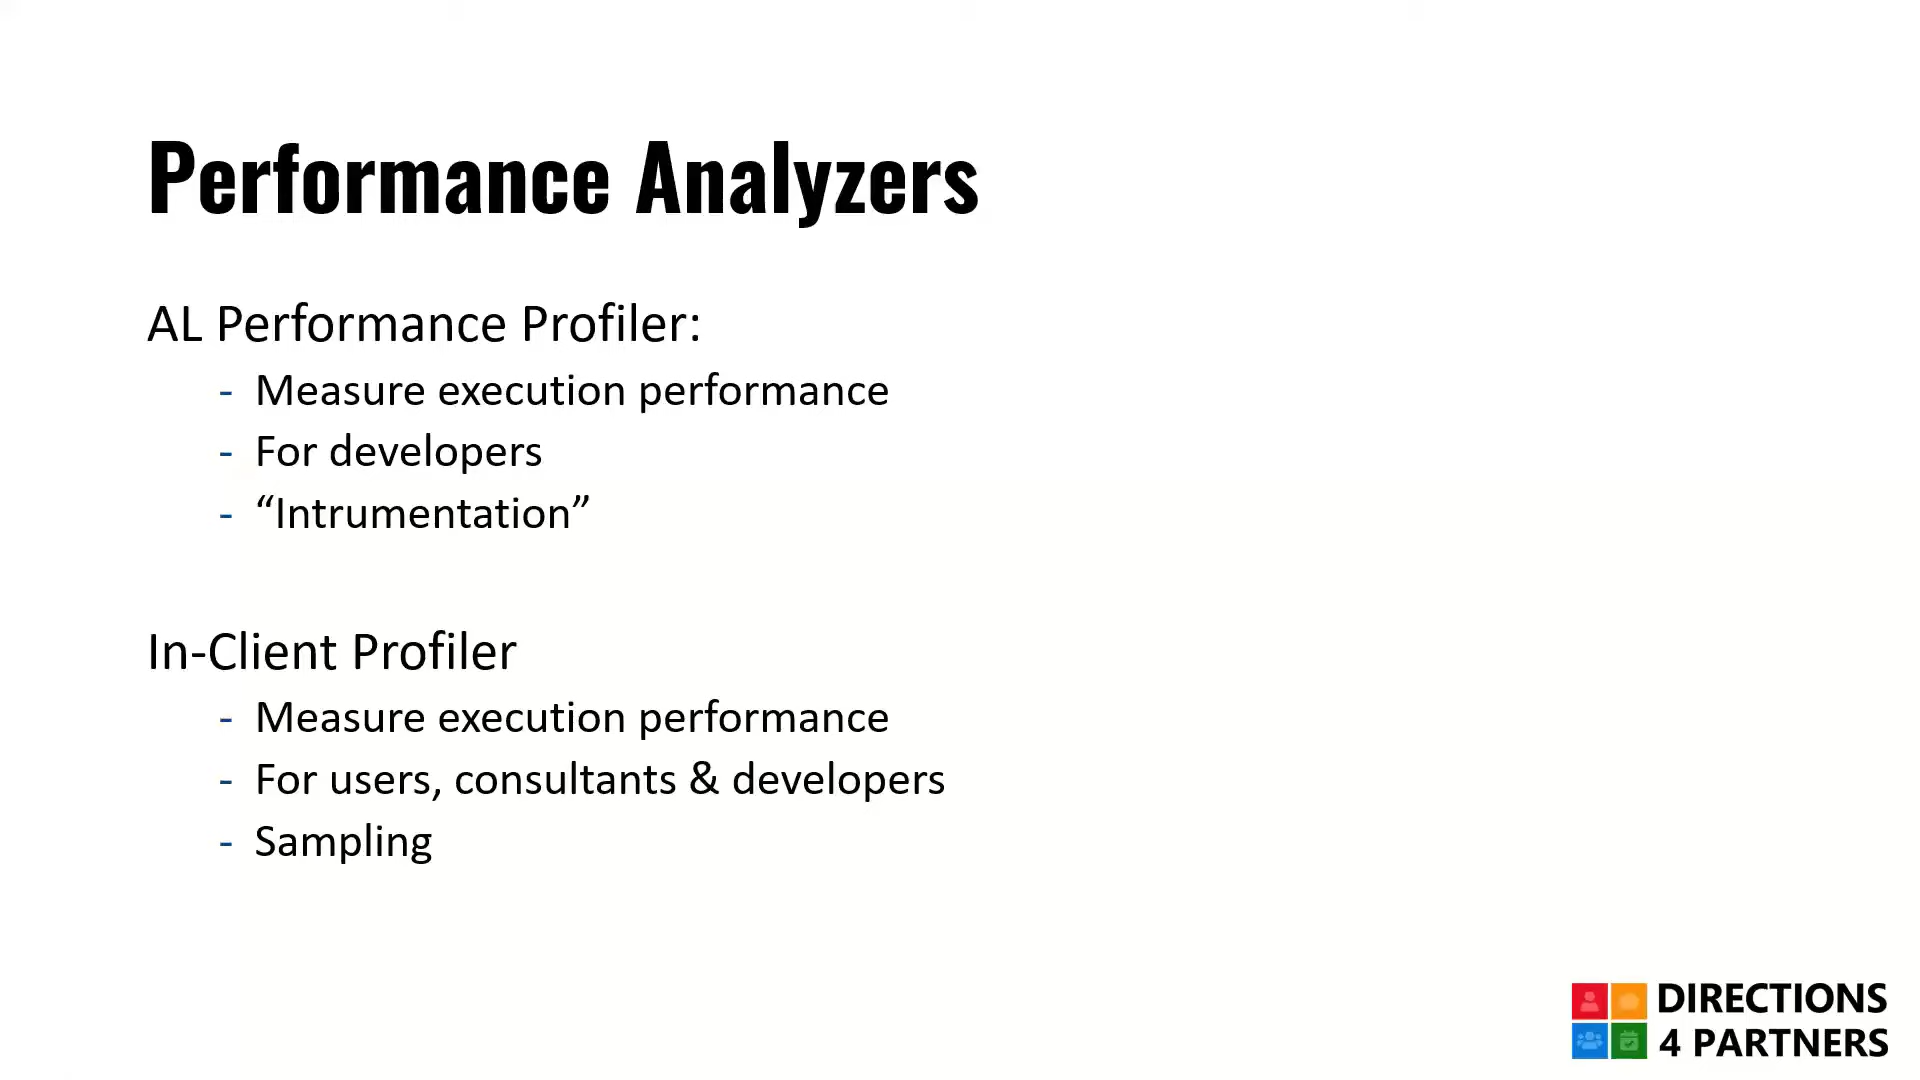 Performance Analyzers
AL Performance Profiler:
- Measure execution performance
- For developers
- “Intrumentation”
In-Client Profiler
- Measure execution performance
- For users, consultants & developers
- Sampling
DIRECTIONS
4 PARTNERS